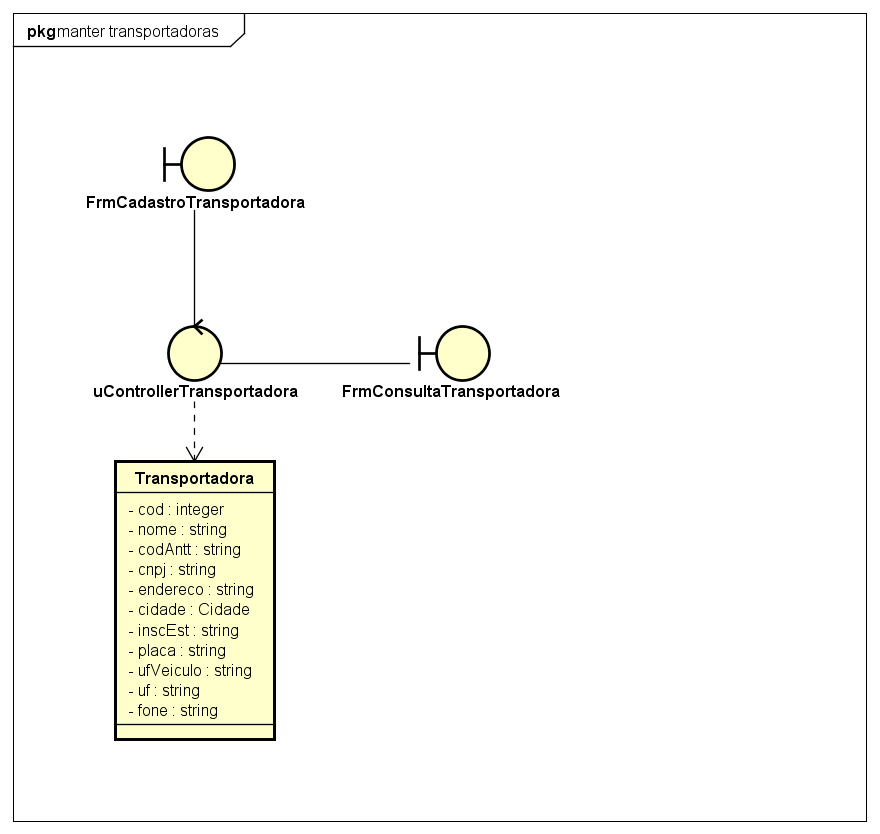 pkg manter transportadoras
FrmCadastroTransportadora
uControllerTransportadora
FrmConsultaTransportadora
Transportadora
- cod : integer
- nome : string
- codAntt : string
- cnpj : string
- endereco : string
- cidade : Cidade
- inscEst : string
- placa : string
- ufVeiculo : string
- uf : string
- fone : string